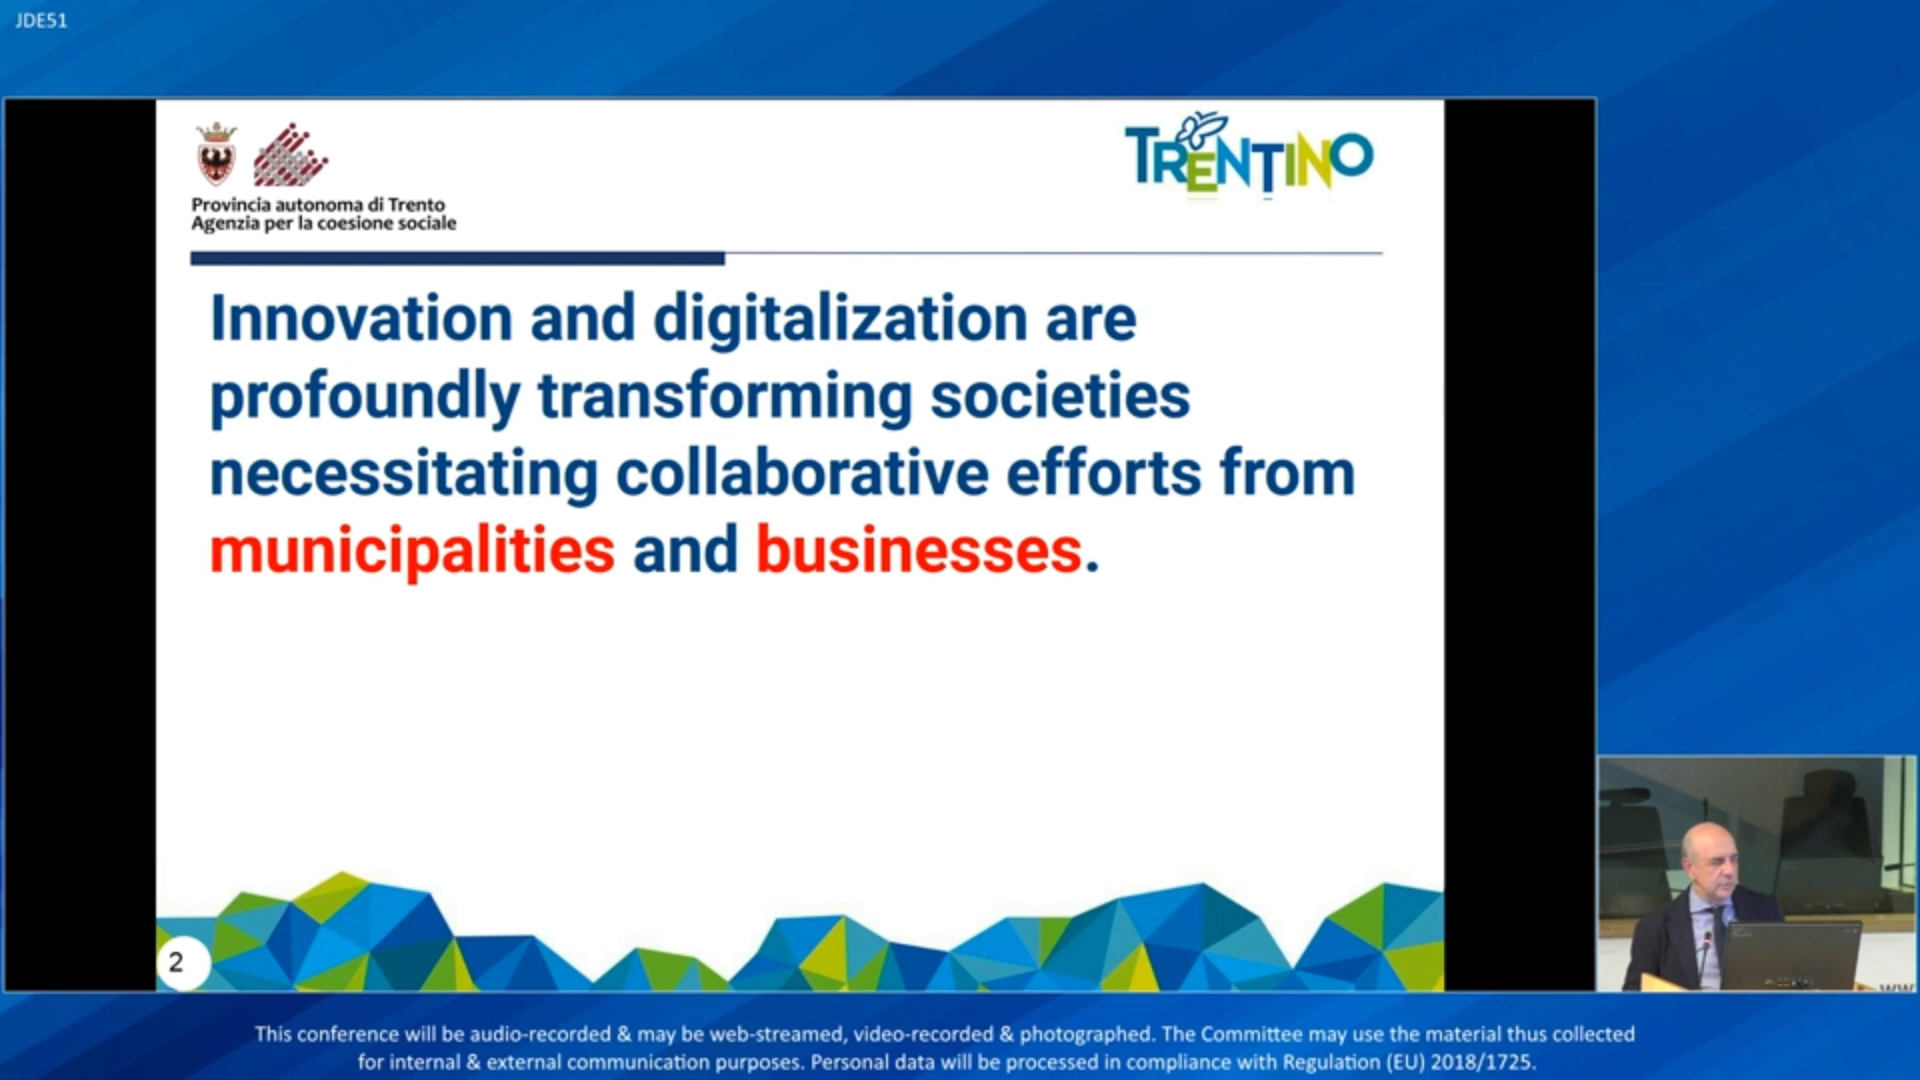 JDE51
Provincia autonoma di Trento
Agenzia per la coesione sociale
TRENTINO
Innovation and digitalization are
profoundly transforming societies
necessitating collaborative efforts from
municipalities and businesses.
2
This conference will be audio-recorded & may be web-streamed, video-recorded & photographed. The Committee may use the material thus collected
for internal & external communication purposes. Personal data will be processed in compliance with Regulation (EU) 2018/1725.